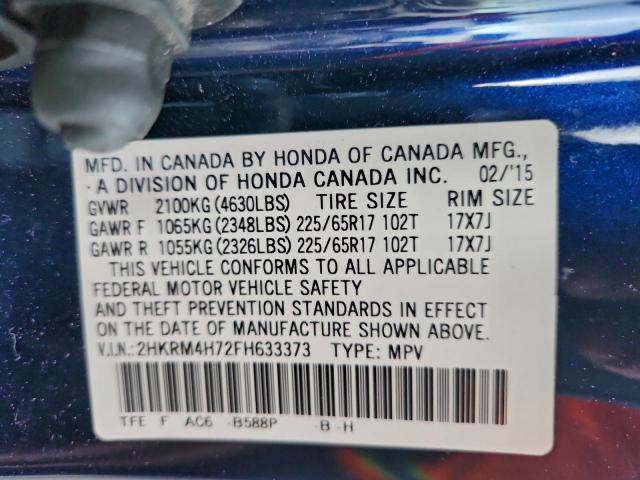 MFD. IN CANADA BY HONDA OF CANADA MFG.,
- A DIVISION OF HONDA CANADA INC. 02/'15
GVWR 2100KG (4630LBS) TIRE SIZE RIM SIZE
GAWR F 1065KG (2348LBS) 225/65R17 102T 17X7J
GAWR R 1055KG (2326LBS) 225/65R17 102T 17X7J
THIS VEHICLE CONFORMS TO ALL APPLICABLE
FEDERAL MOTOR VEHICLE SAFETY
AND THEFT PREVENTION STANDARDS IN EFFECT
ON THE DATE OF MANUFACTURE SHOWN ABOVE.
V.I.N.: 2HKRM4H72FH633373 TYPE: MPV
TFE F AC6 -B588P -B -H